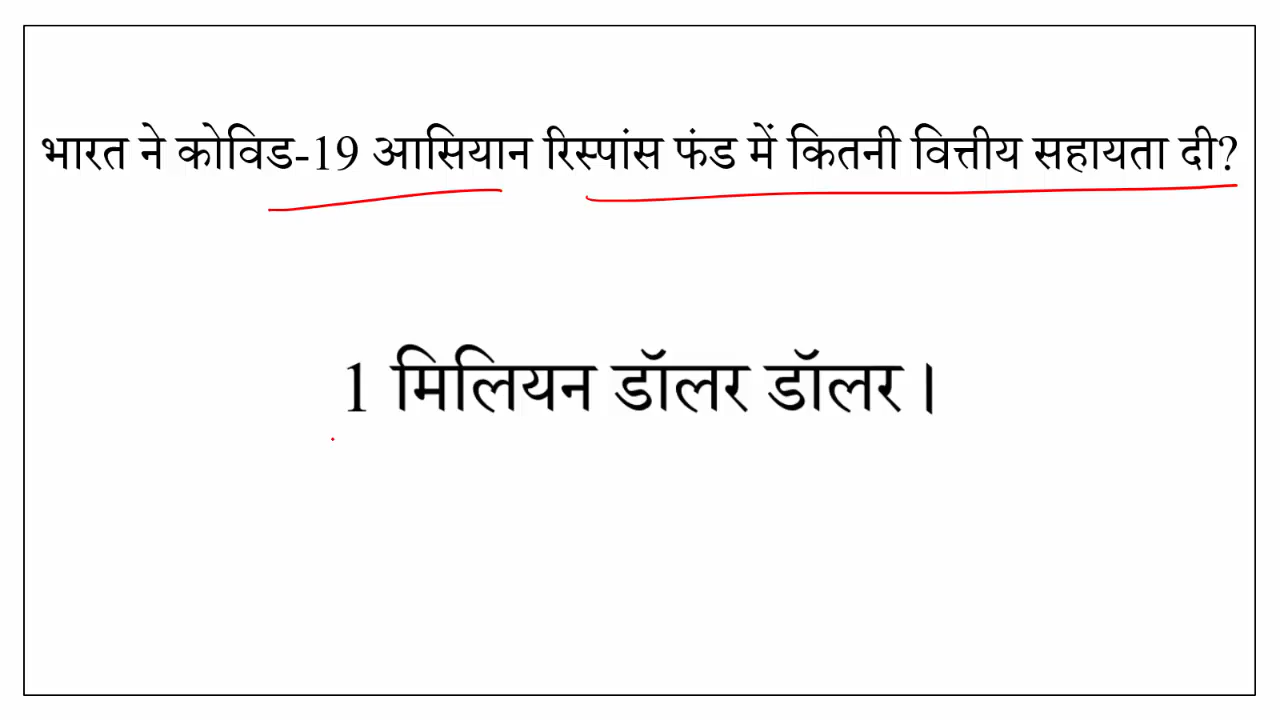 भारत ने कोविड-19 आसियान रिस्पांस फंड में कितनी वित्तीय सहायता दी?
1 मिलियन डॉलर डॉलर।